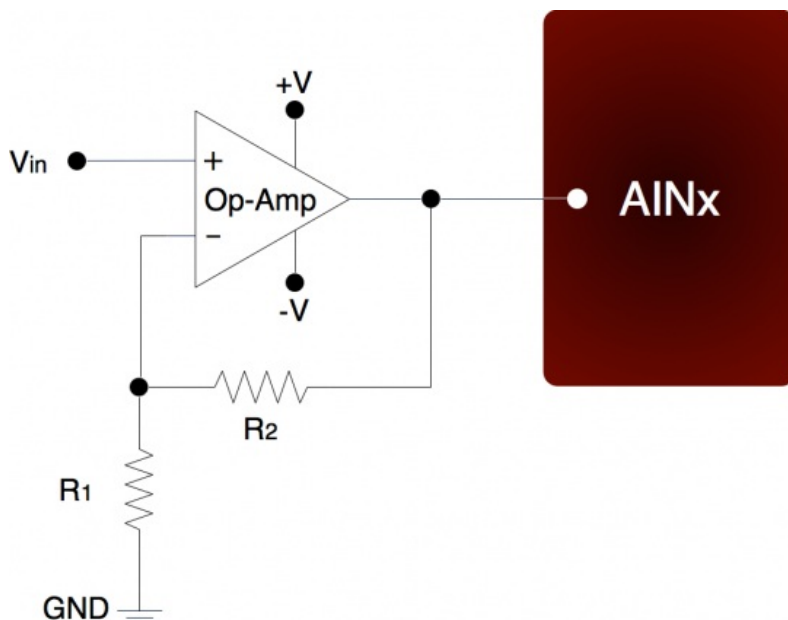 +V
Vin
+
Op-Amp
AINx
−
-V
R2
R1
GND